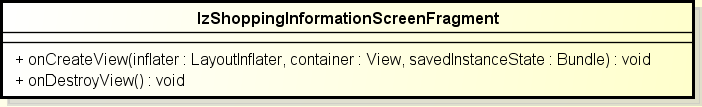 IzShoppingInformationScreenFragment
+ onCreateView(inflater : LayoutInflater, container : View, savedInstanceState : Bundle) : void
+ onDestroyView() : void